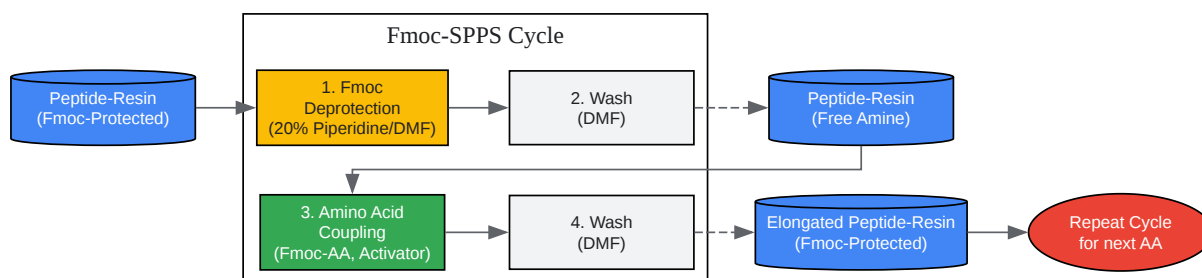 Fmoc-SPPS Cycle
Peptide-Resin
(Fmoc-Protected)
1. Fmoc
Deprotection
(20% Piperidine/DMF)
2. Wash
(DMF)
Peptide-Resin
(Free Amine)
3. Amino Acid
Coupling
(Fmoc-AA, Activator)
4. Wash
(DMF)
Elongated Peptide-Resin
(Fmoc-Protected)
Repeat Cycle
for next AA